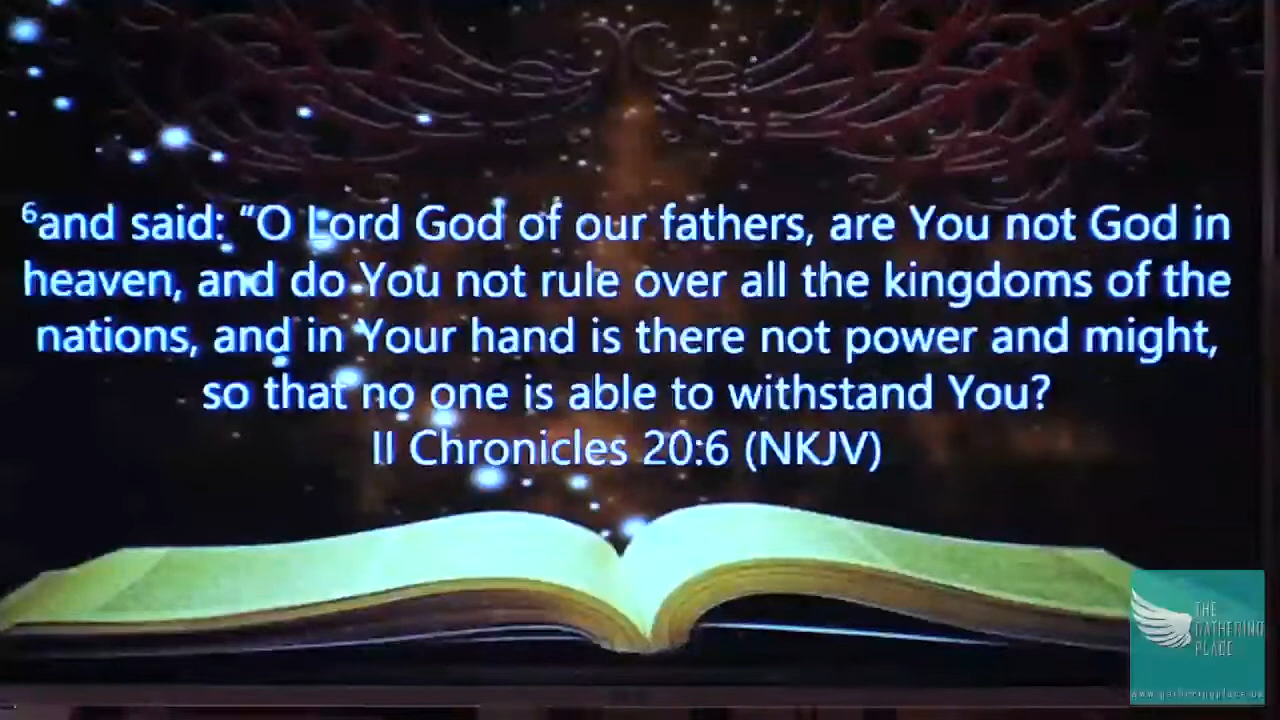 ⁶and said: “O Lord God of our fathers, are You not God in
heaven, and do You not rule over all the kingdoms of the
nations, and in Your hand is there not power and might,
so that no one is able to withstand You?
II Chronicles 20:6 (NKJV)
THE
GATHERING
PLACE